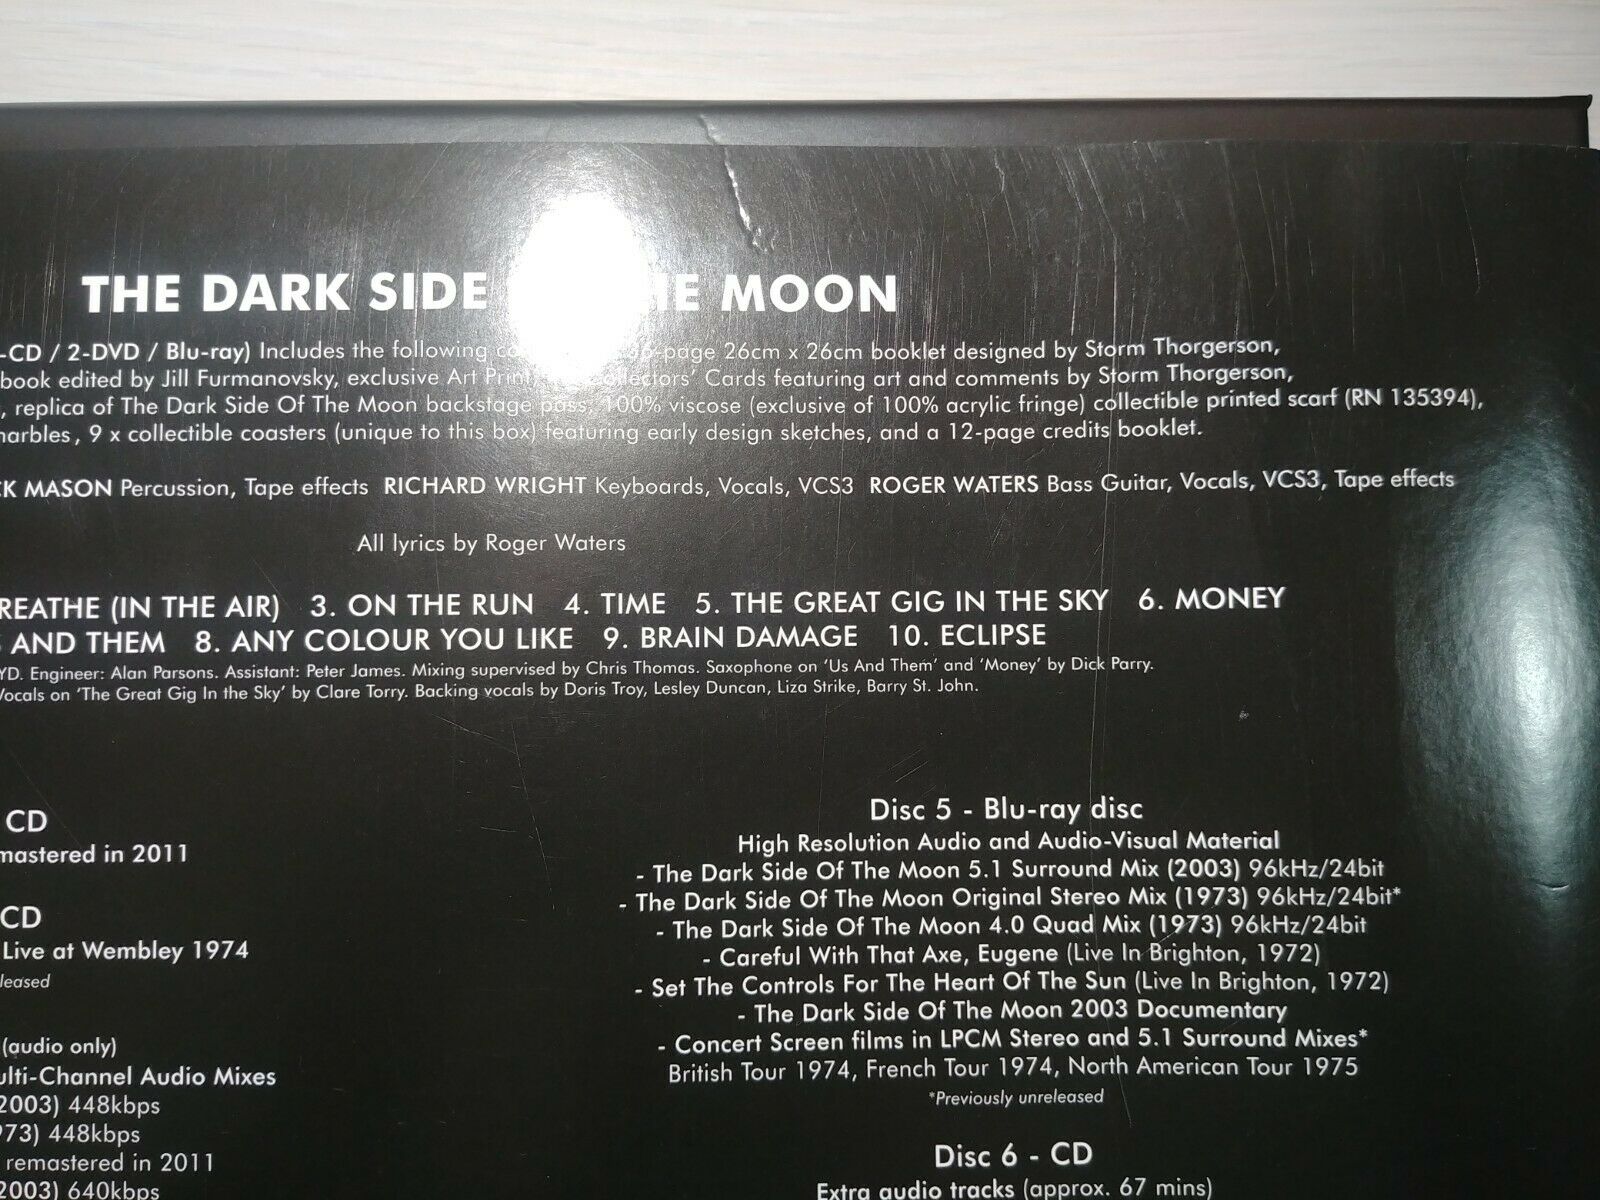 THE DARK SIDE HE MOON
-CD / 2-DVD / Blu-ray) Includes the following -page 26cm x 26cm booklet designed by Storm Thorgerson,
book edited by Jill Furmanovsky, exclusive Art Print, Collectors' Cards featuring art and comments by Storm Thorgerson,
, replica of The Dark Side Of The Moon backstage pass, 100% viscose (exclusive of 100% acrylic fringe) collectible printed scarf (RN 135394),
narbles, 9 x collectible coasters (unique to this box) featuring early design sketches, and a 12-page credits booklet.
CK MASON Percussion, Tape effects RICHARD WRIGHT Keyboards, Vocals, VCS3 ROGER WATERS Bass Guitar, Vocals, VCS3, Tape effects
All lyrics by Roger Waters
REATHE (IN THE AIR) 3. ON THE RUN 4. TIME 5. THE GREAT GIG IN THE SKY 6. MONEY
S AND THEM 8. ANY COLOUR YOU LIKE 9. BRAIN DAMAGE 10. ECLIPSE
YD. Engineer: Alan Parsons. Assistant: Peter James. Mixing supervised by Chris Thomas. Saxophone on 'Us And Them' and 'Money' by Dick Parry.
Vocals on 'The Great Gig In the Sky' by Clare Torry. Backing vocals by Doris Troy, Lesley Duncan, Liza Strike, Barry St. John.
CD
mastered in 2011
CD
Live at Wembley 1974
leased
(audio only)
ulti-Channel Audio Mixes
2003) 448kbps
973) 448kbps
remastered in 2011
2003) 640kbps
Disc 5 - Blu-ray disc
High Resolution Audio and Audio-Visual Material
- The Dark Side Of The Moon 5.1 Surround Mix (2003) 96kHz/24bit
- The Dark Side Of The Moon Original Stereo Mix (1973) 96kHz/24bit*
- The Dark Side Of The Moon 4.0 Quad Mix (1973) 96kHz/24bit
- Careful With That Axe, Eugene (Live In Brighton, 1972)
- Set The Controls For The Heart Of The Sun (Live In Brighton, 1972)
- The Dark Side Of The Moon 2003 Documentary
- Concert Screen films in LPCM Stereo and 5.1 Surround Mixes*
British Tour 1974, French Tour 1974, North American Tour 1975
*Previously unreleased
Disc 6 - CD
Extra audio tracks (approx. 67 mins)